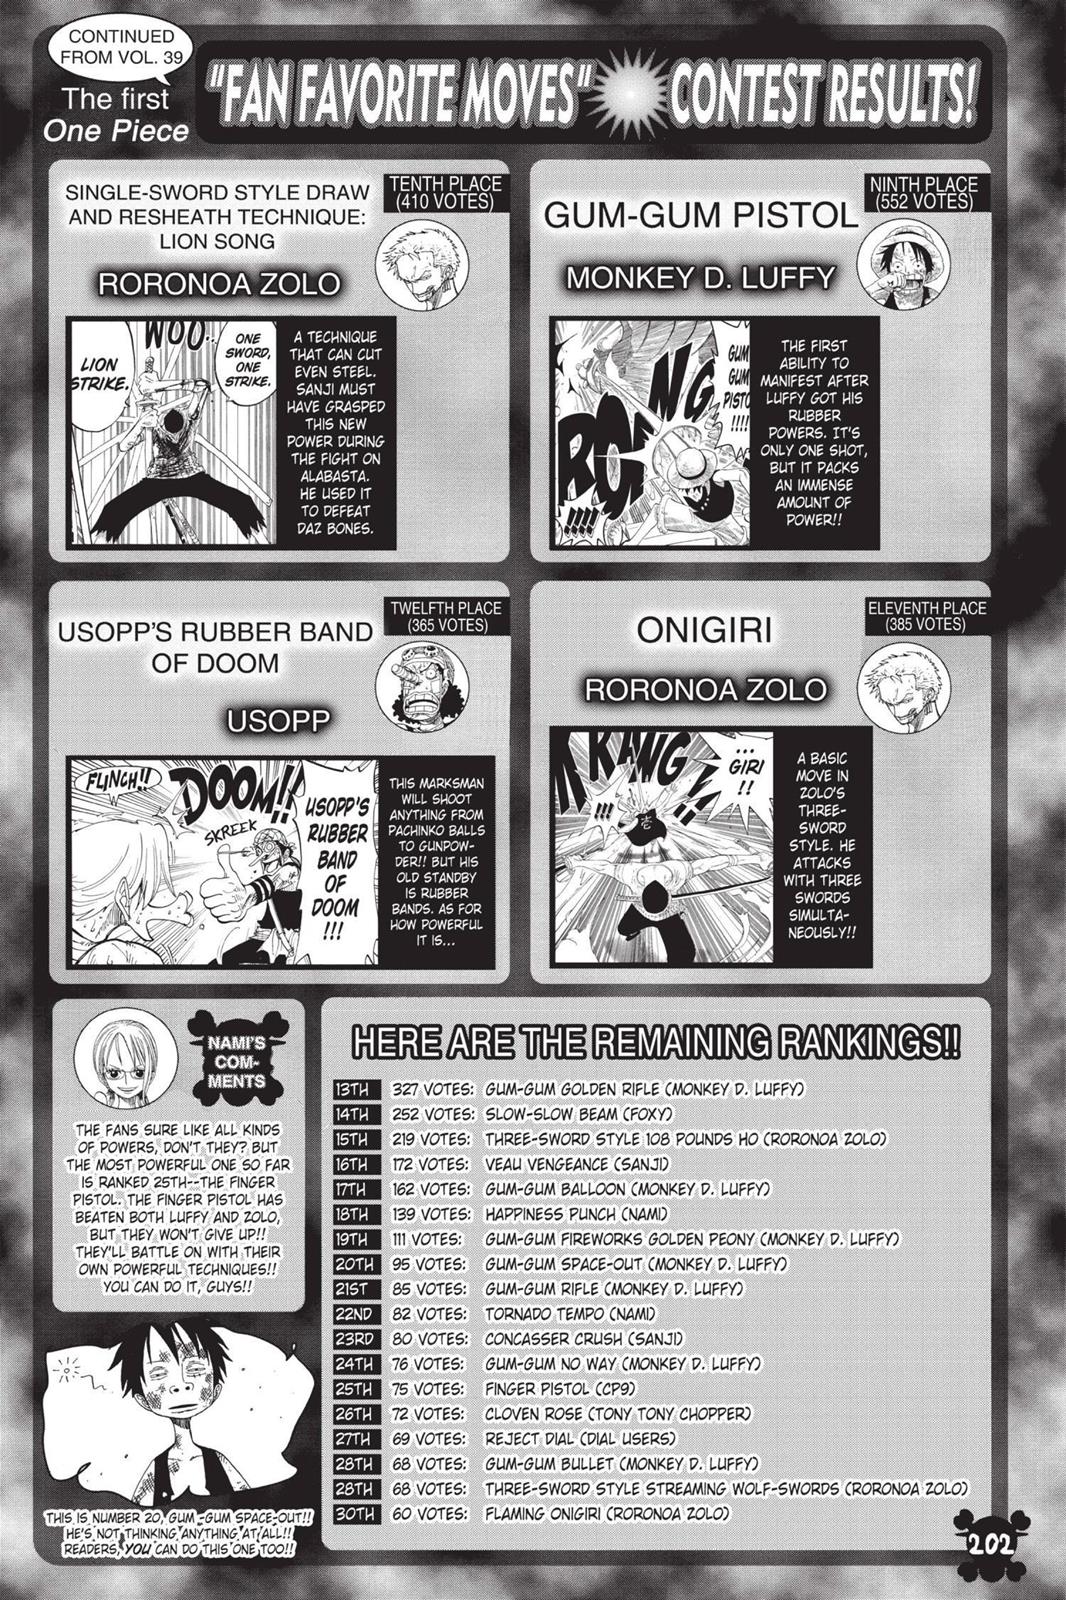 CONTINUED
FROM VOL. 39
The first
One Piece
"FAN FAVORITE MOVES" CONTEST RESULTS!
SINGLE-SWORD STYLE DRAW
AND RESHEATH TECHNIQUE:
LION SONG
TENTH PLACE
(410 VOTES)
RORONOA ZOLO
WOO..
LION
STRIKE.
ONE
SWORD,
ONE
STRIKE.
A TECHNIQUE
THAT CAN CUT
EVEN STEEL.
SANJI MUST
HAVE GRASPED
THIS NEW
POWER DURING
THE FIGHT ON
ALABASTA.
HE USED IT
TO DEFEAT
DAZ BONES.
GUM-GUM PISTOL
NINTH PLACE
(552 VOTES)
MONKEY D. LUFFY
GUM
GUM
PISTO
!!!!
THE FIRST
ABILITY TO
MANIFEST AFTER
LUFFY GOT HIS
RUBBER
POWERS. IT'S
ONLY ONE SHOT,
BUT IT PACKS
AN IMMENSE
AMOUNT OF
POWER!!
USOPP'S RUBBER BAND
OF DOOM
TWELFTH PLACE
(365 VOTES)
USOPP
FLINCH!!
DOOM!!
SKREEK
USOPP'S
RUBBER
BAND
OF
DOOM
!!!
THIS MARKSMAN
WILL SHOOT
ANYTHING FROM
PACHINKO BALLS
TO GUNPOW-
DER!! BUT HIS
OLD STANDBY
IS RUBBER
BANDS. AS FOR
HOW POWERFUL
IT IS...
ONIGIRI
ELEVENTH PLACE
(385 VOTES)
RORONOA ZOLO
...
GIRI
!!
A BASIC
MOVE IN
ZOLO'S
THREE-
SWORD
STYLE. HE
ATTACKS
WITH THREE
SWORDS
SIMULTA-
NEOUSLY!!
NAMI'S
COM-
MENTS
THE FANS SURE LIKE ALL KINDS
OF POWERS, DON'T THEY? BUT
THE MOST POWERFUL ONE SO FAR
IS RANKED 25TH--THE FINGER
PISTOL. THE FINGER PISTOL HAS
BEATEN BOTH LUFFY AND ZOLO,
BUT THEY WON'T GIVE UP!!
THEY'LL BATTLE ON WITH THEIR
OWN POWERFUL TECHNIQUES!!
YOU CAN DO IT, GUYS!!
THIS IS NUMBER 20, GUM-GUM SPACE-OUT!!
HE'S NOT THINKING ANYTHING AT ALL!!
READERS, YOU CAN DO THIS ONE TOO!!
HERE ARE THE REMAINING RANKINGS!!
13TH 327 VOTES: GUM-GUM GOLDEN RIFLE (MONKEY D. LUFFY)
14TH 252 VOTES: SLOW-SLOW BEAM (FOXY)
15TH 219 VOTES: THREE-SWORD STYLE 108 POUNDS HO (RORONOA ZOLO)
16TH 172 VOTES: VEAU VENGEANCE (SANJI)
17TH 162 VOTES: GUM-GUM BALLOON (MONKEY D. LUFFY)
18TH 139 VOTES: HAPPINESS PUNCH (NAMI)
19TH 111 VOTES: GUM-GUM FIREWORKS GOLDEN PEONY (MONKEY D. LUFFY)
20TH 95 VOTES: GUM-GUM SPACE-OUT (MONKEY D. LUFFY)
21ST 85 VOTES: GUM-GUM RIFLE (MONKEY D. LUFFY)
22ND 82 VOTES: TORNADO TEMPO (NAMI)
23RD 80 VOTES: CONCASSER CRUSH (SANJI)
24TH 76 VOTES: GUM-GUM NO WAY (MONKEY D. LUFFY)
25TH 75 VOTES: FINGER PISTOL (CP9)
26TH 72 VOTES: CLOVEN ROSE (TONY TONY CHOPPER)
27TH 69 VOTES: REJECT DIAL (DIAL USERS)
28TH 68 VOTES: GUM-GUM BULLET (MONKEY D. LUFFY)
28TH 68 VOTES: THREE-SWORD STYLE STREAMING WOLF-SWORDS (RORONOA ZOLO)
30TH 60 VOTES: FLAMING ONIGIRI (RORONOA ZOLO)
202